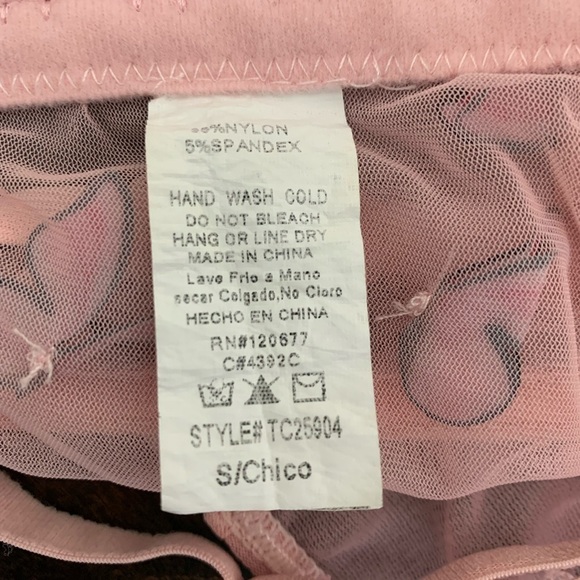 %NYLON
5%SPANDEX
HAND WASH COLD
DO NOT BLEACH
HANG OR LINE DRY
MADE IN CHINA
Lave Frio a Mano
secar Colgado,No Cloro
HECHO EN CHINA
RN#120677
C#4392C
STYLE# TC25904
S/Chico